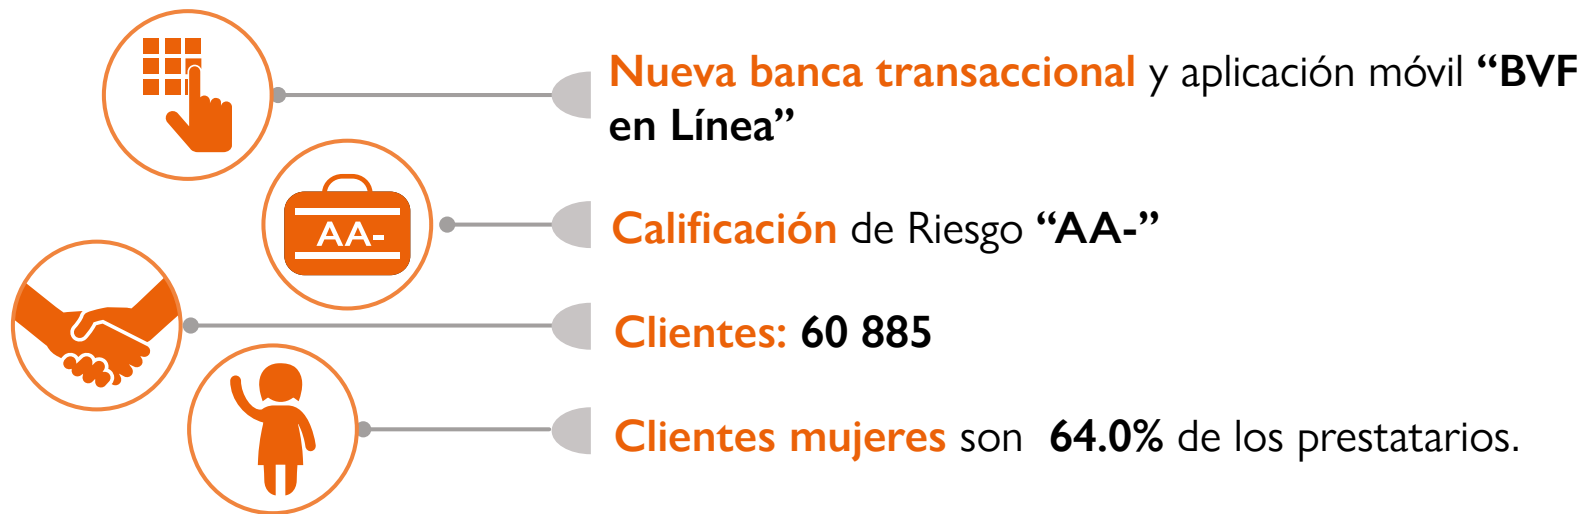 Nueva banca transaccional y aplicación móvil “BVF
en Línea”
AA-
Calificación de Riesgo “AA-”
Clientes: 60 885
Clientes mujeres son 64.0% de los prestatarios.